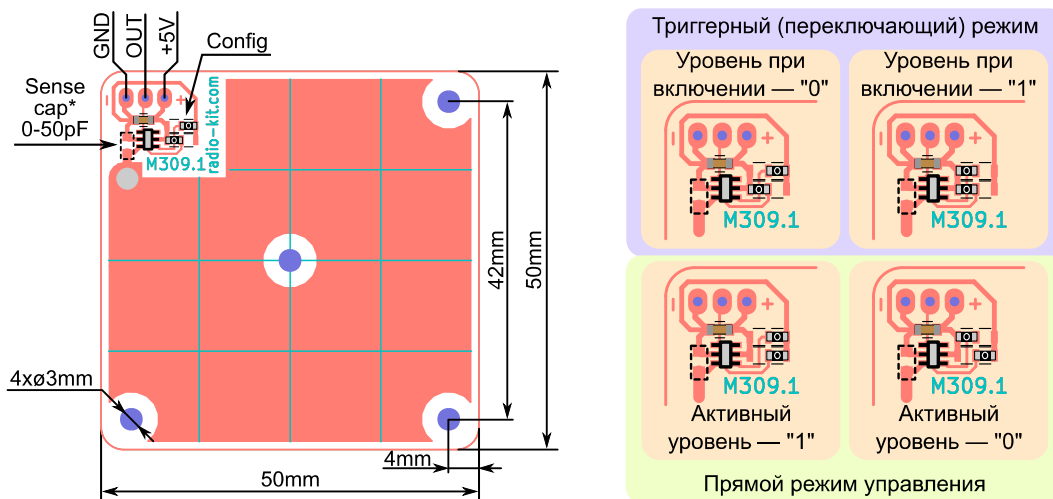 GND
OUT
+5V
Config
Sense
cap*
0-50pF
M309.1
radio-kit.com
42mm
50mm
4xø3mm
4mm
50mm
Триггерный (переключающий) режим
Уровень при
включении — "0"
M309.1
Уровень при
включении — "1"
M309.1
M309.1
Активный
уровень — "1"
M309.1
Активный
уровень — "0"
Прямой режим управления